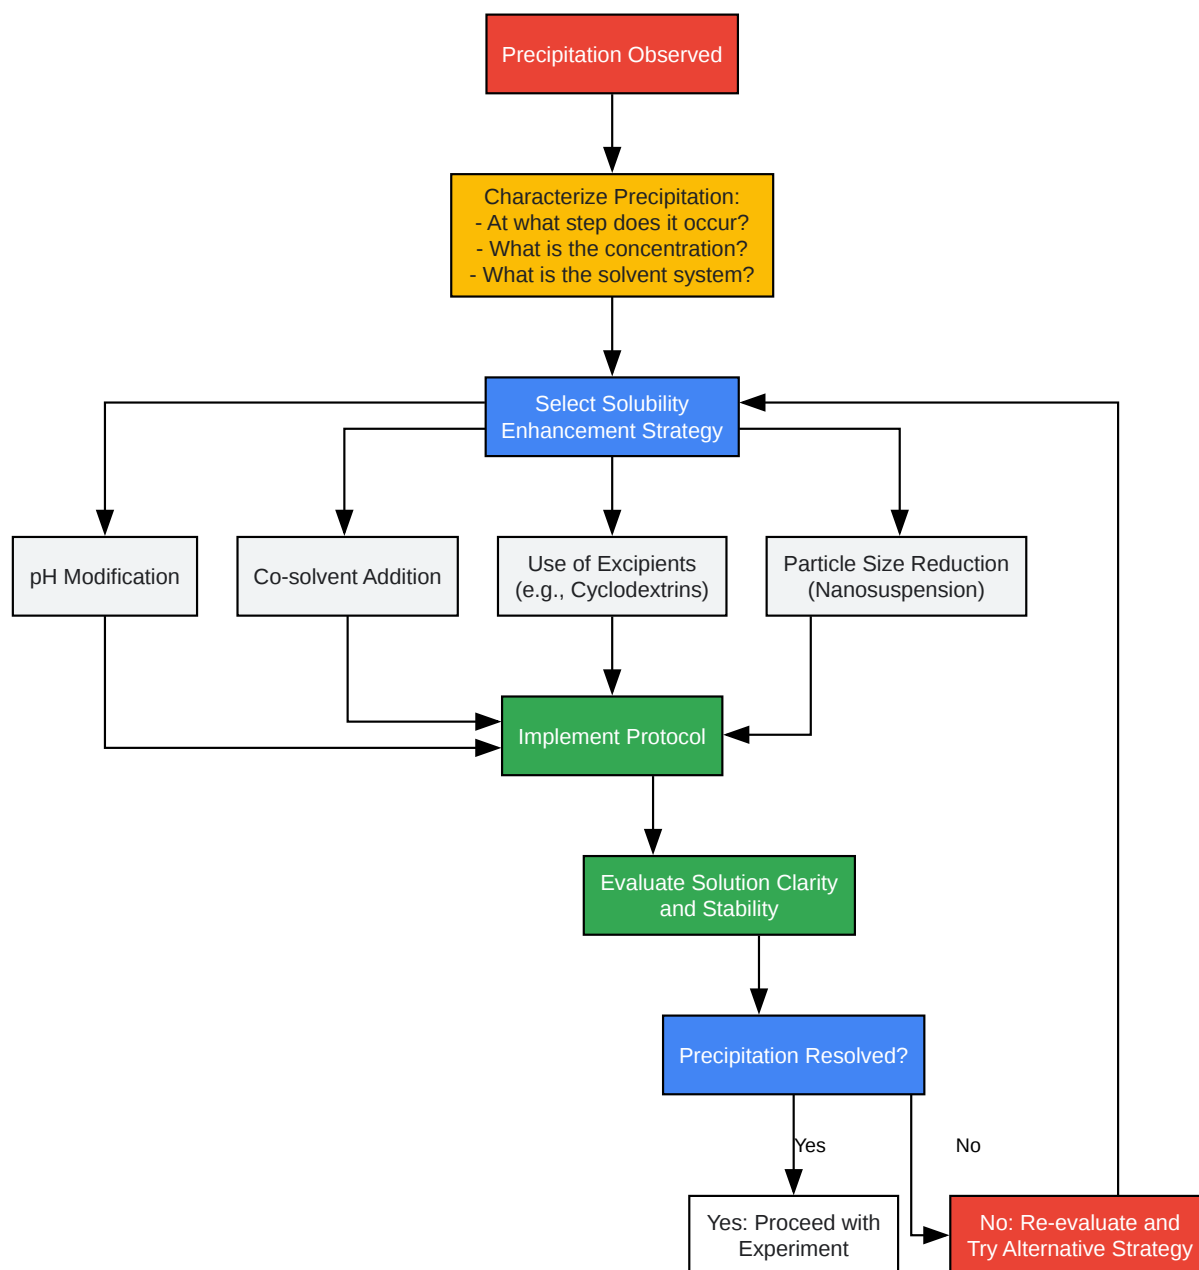 Precipitation Observed
Characterize Precipitation:
- At what step does it occur?
- What is the concentration?
- What is the solvent system?
Select Solubility
Enhancement Strategy
pH Modification
Co-solvent Addition
Use of Excipients
(e.g., Cyclodextrins)
Particle Size Reduction
(Nanosuspension)
Implement Protocol
Evaluate Solution Clarity
and Stability
Precipitation Resolved?
Yes
No
Yes: Proceed with
Experiment
No: Re-evaluate and
Try Alternative Strategy